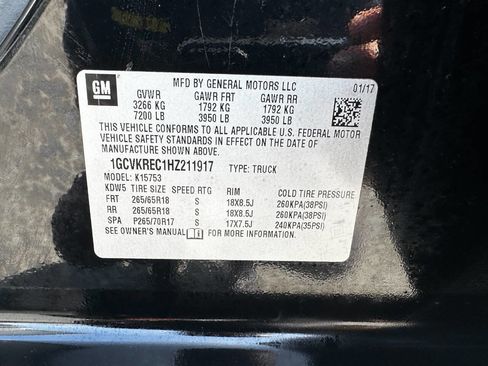 MFD BY GENERAL MOTORS LLC 01/17
GM GVWR GAWR FRT GAWR RR
3266 KG 1792 KG 1792 KG
7200 LB 3950 LB 3950 LB
THIS VEHICLE CONFORMS TO ALL APPLICABLE U.S. FEDERAL MOTOR
VEHICLE SAFETY STANDARDS IN EFFECT ON THE DATE OF
MANUFACTURE SHOWN ABOVE.
1GCVKREC1HZ211917 TYPE: TRUCK
MODEL: K15753
KDW5 TIRE SIZE SPEED RTG RIM COLD TIRE PRESSURE
FRT 265/65R18 S 18X8.5J 260KPA(38PSI)
RR 265/65R18 S 18X8.5J 260KPA(38PSI)
SPA P265/70R17 S 17X7.5J 240KPA(35PSI)
SEE OWNER'S MANUAL i FOR MORE INFORMATION.